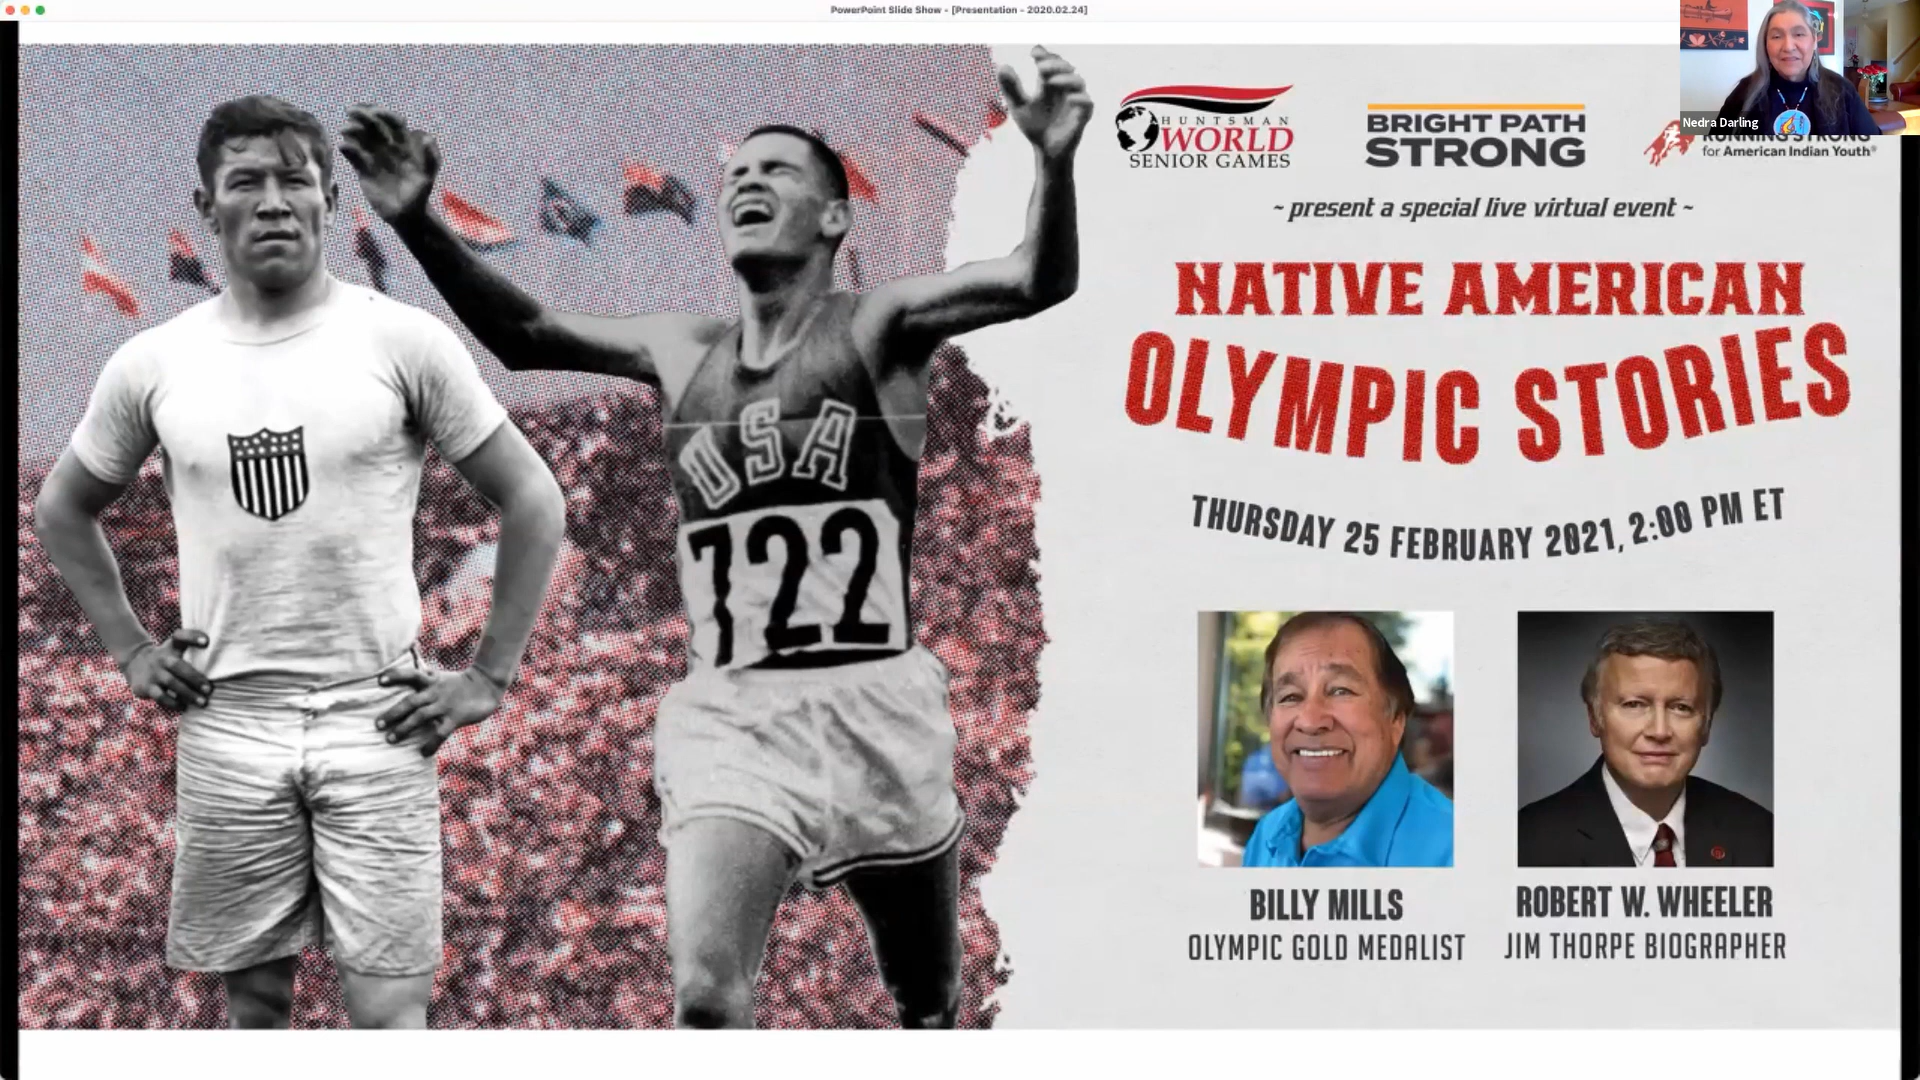 PowerPoint Slide Show - [Presentation - 2020.02.24]
Nedra Darling
HUNTSMAN
WORLD
SENIOR GAMES
BRIGHT PATH
STRONG
RUNNING STRONG
for American Indian Youth®
~ present a special live virtual event ~
NATIVE AMERICAN
OLYMPIC STORIES
THURSDAY 25 FEBRUARY 2021, 2:00 PM ET
USA
722
BILLY MILLS
OLYMPIC GOLD MEDALIST
ROBERT W. WHEELER
JIM THORPE BIOGRAPHER